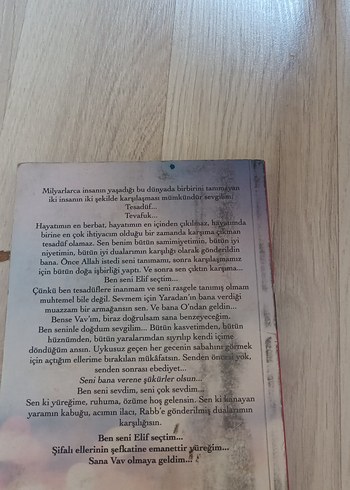 Milyarlarca insanın yaşadığı bu dünyada birbirini tanımayan
iki insanın iki şekilde karşılaşması mümkündür sevgilim!
Tesadüf...
Tevafuk...
Hayatımın en berbat, hayatımın en içinden çıkılmaz, hayatımda
birine en çok ihtiyacım olduğu bir zamanda karşıma çıkman
tesadüf olamaz. Sen benim bütün samimiyetimin, bütün iyi
niyetimin, bütün iyi dualarımın karşılığı olarak gönderildin
bana. Önce Allah istedi seni tanımamı, sonra karşılaşmamız
için bütün doğa işbirliği yaptı. Ve sonra sen çıktın karşıma...
Ben seni Elif seçtim...
Çünkü ben tesadüflere inanmam ve seni rasgele tanımış olmam
muhtemel bile değil. Sevmem için Yaradan'ın bana verdiği
muazzam bir armağansın sen. Ve bana O'ndan geldin...
Bense Vav'ım, biraz doğrulsam sana benzeyeceğim.
Ben seninle doğdum sevgilim... Bütün kasvetimden, bütün
hüznümden, bütün yaralarımdan sıyrılıp kendi içime
döndüğüm ansın. Uykusuz geçen her gecenin sabahını görmek
için açtığım ellerime bırakılan mükâfatsın. Senden öncesi yok,
senden sonrası ebediyet...
Seni bana verene şükürler olsun...
Ben seni sevdim, seni çok sevdim...
Sen ki yüreğime, ruhuma, özüme hoş gelensin. Sen ki kanayan
yaramın kabuğu, acımın ilacı, Rabb'e gönderilmiş dualarımın
karşılığısın.
Ben seni Elif seçtim...
Şifalı ellerinin şefkatine emanettir yüreğim...
Sana Vav olmaya geldim...